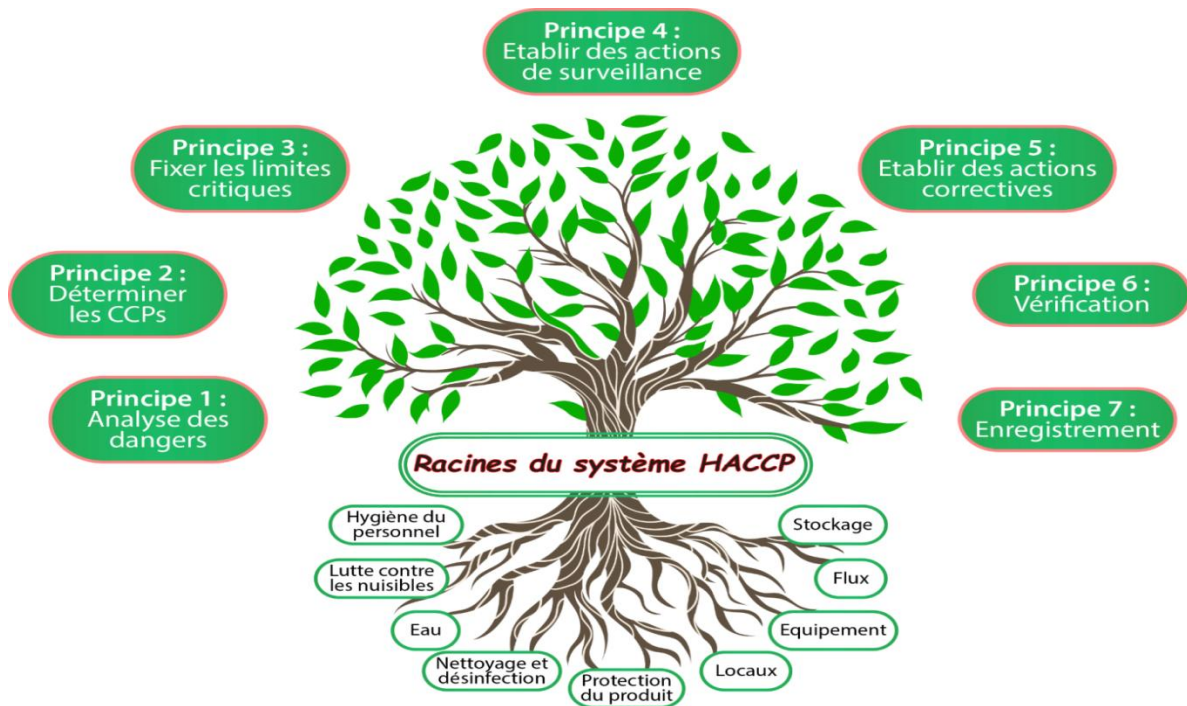 Principe 4 :
Etablir des actions
de surveillance
Principe 3 :
Fixer les limites
critiques
Principe 5 :
Etablir des actions
correctives
Principe 2 :
Déterminer
les CCPs
Principe 6 :
Vérification
Principe 1 :
Analyse des
dangers
Principe 7 :
Enregistrement
Racines du système HACCP
Hygiène du
personnel
Stockage
Lutte contre
les nuisibles
Flux
Eau
Equipement
Nettoyage et
désinfection
Protection
du produit
Locaux